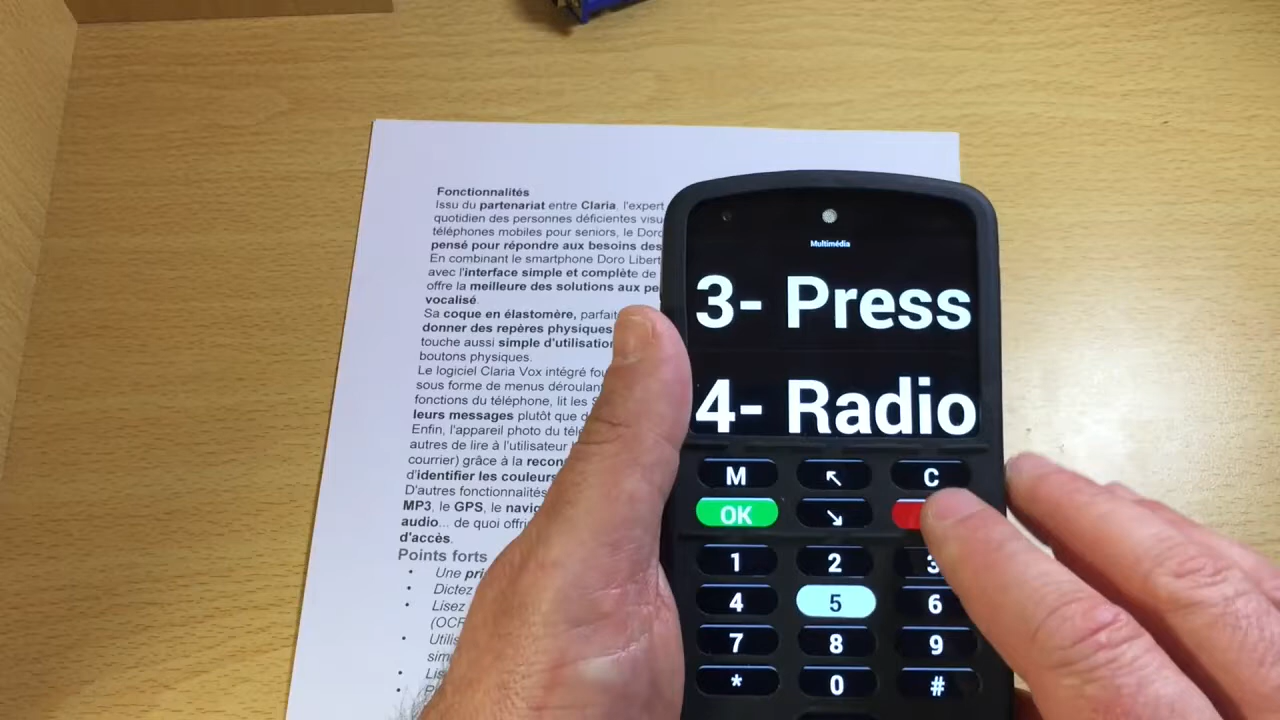 Fonctionnalités
Issu du partenariat entre Claria, l'expert
quotidien des personnes déficientes visu
téléphones mobiles pour seniors, le Doro
pensé pour répondre aux besoins des
En combinant le smartphone Doro Libert
avec l'interface simple et complète de
offre la meilleure des solutions aux pe
vocalisé.
Sa coque en élastomère, parfait
donner des repères physiques
touche aussi simple d'utilisation
boutons physiques.
Le logiciel Claria Vox intégré fou
sous forme de menus déroulan
fonctions du téléphone, lit les S
leurs messages plutôt que d
Enfin, l'appareil photo du télé
autres de lire à l'utilisateur l
courrier) grâce à la recon
d'identifier les couleurs
D'autres fonctionnalités
MP3, le GPS, le navig
audio... de quoi offri
d'accès.
Points forts
• Une pri
• Dictez
• Lisez
(OCR
• Utilis
sim
• Lis
•
Multimédia
3- Press
4- Radio
M ↖ C
OK ↘
1 2 3
4 5 6
7 8 9
* 0 #